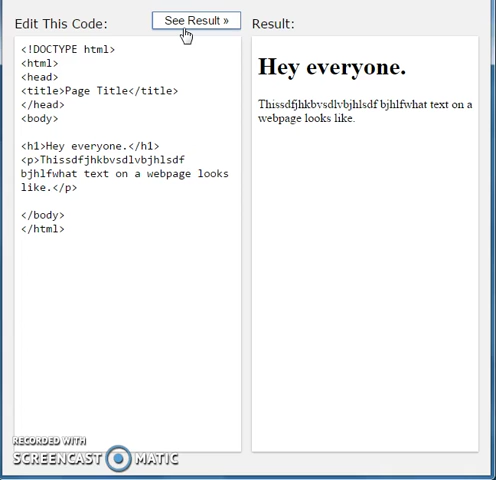 Edit This Code:
See Result »
Result:
<!DOCTYPE html>
<html>
<head>
<title>Page Title</title>
</head>
<body>
<h1>Hey everyone.</h1>
<p>Thissdfjhkbvsdlvbjhlsdf
bjhlfwhat text on a webpage looks
like.</p>
</body>
</html>
Hey everyone.
Thissdfjhkbvsdlvbjhlsdf bjhlfwhat text on a
webpage looks like.
RECORDED WITH
SCREENCAST MATIC